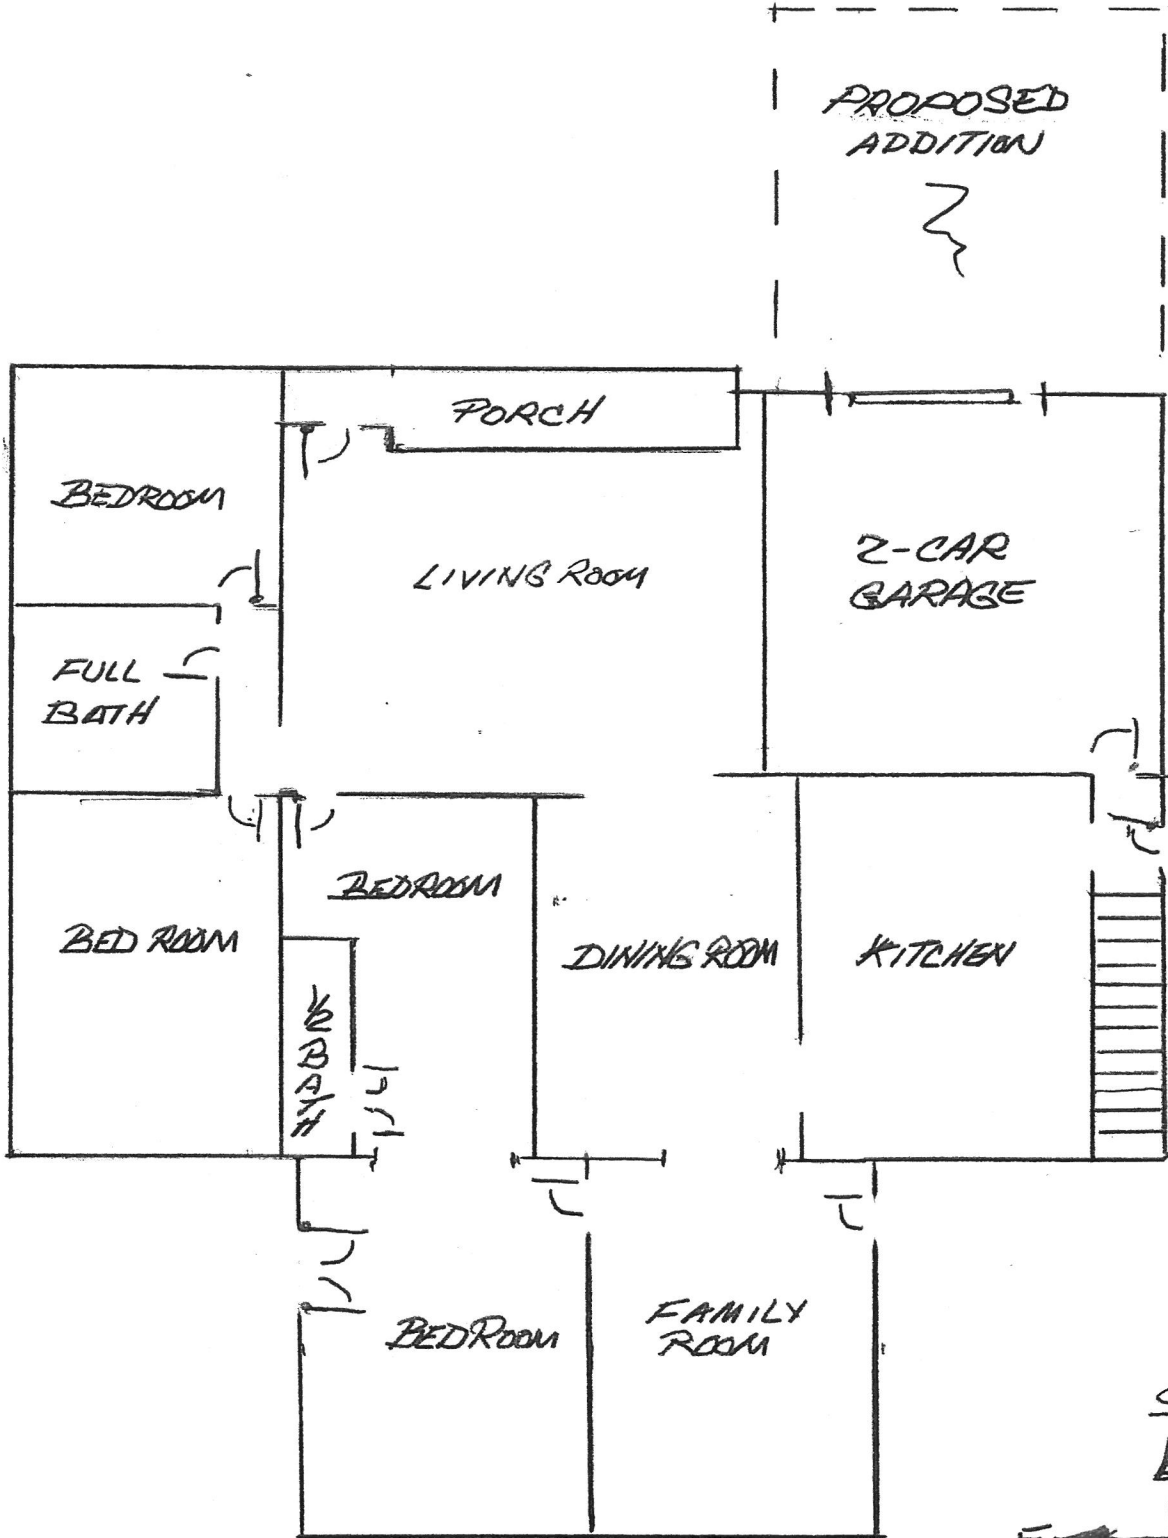 PROPOSED
ADDITION
PORCH
BEDROOM
LIVING ROOM
2-CAR
GARAGE
FULL
BATH
BEDROOM
BED ROOM
DINING ROOM
KITCHEN
1/2
B
A
T
H
BEDROOM
FAMILY
ROOM